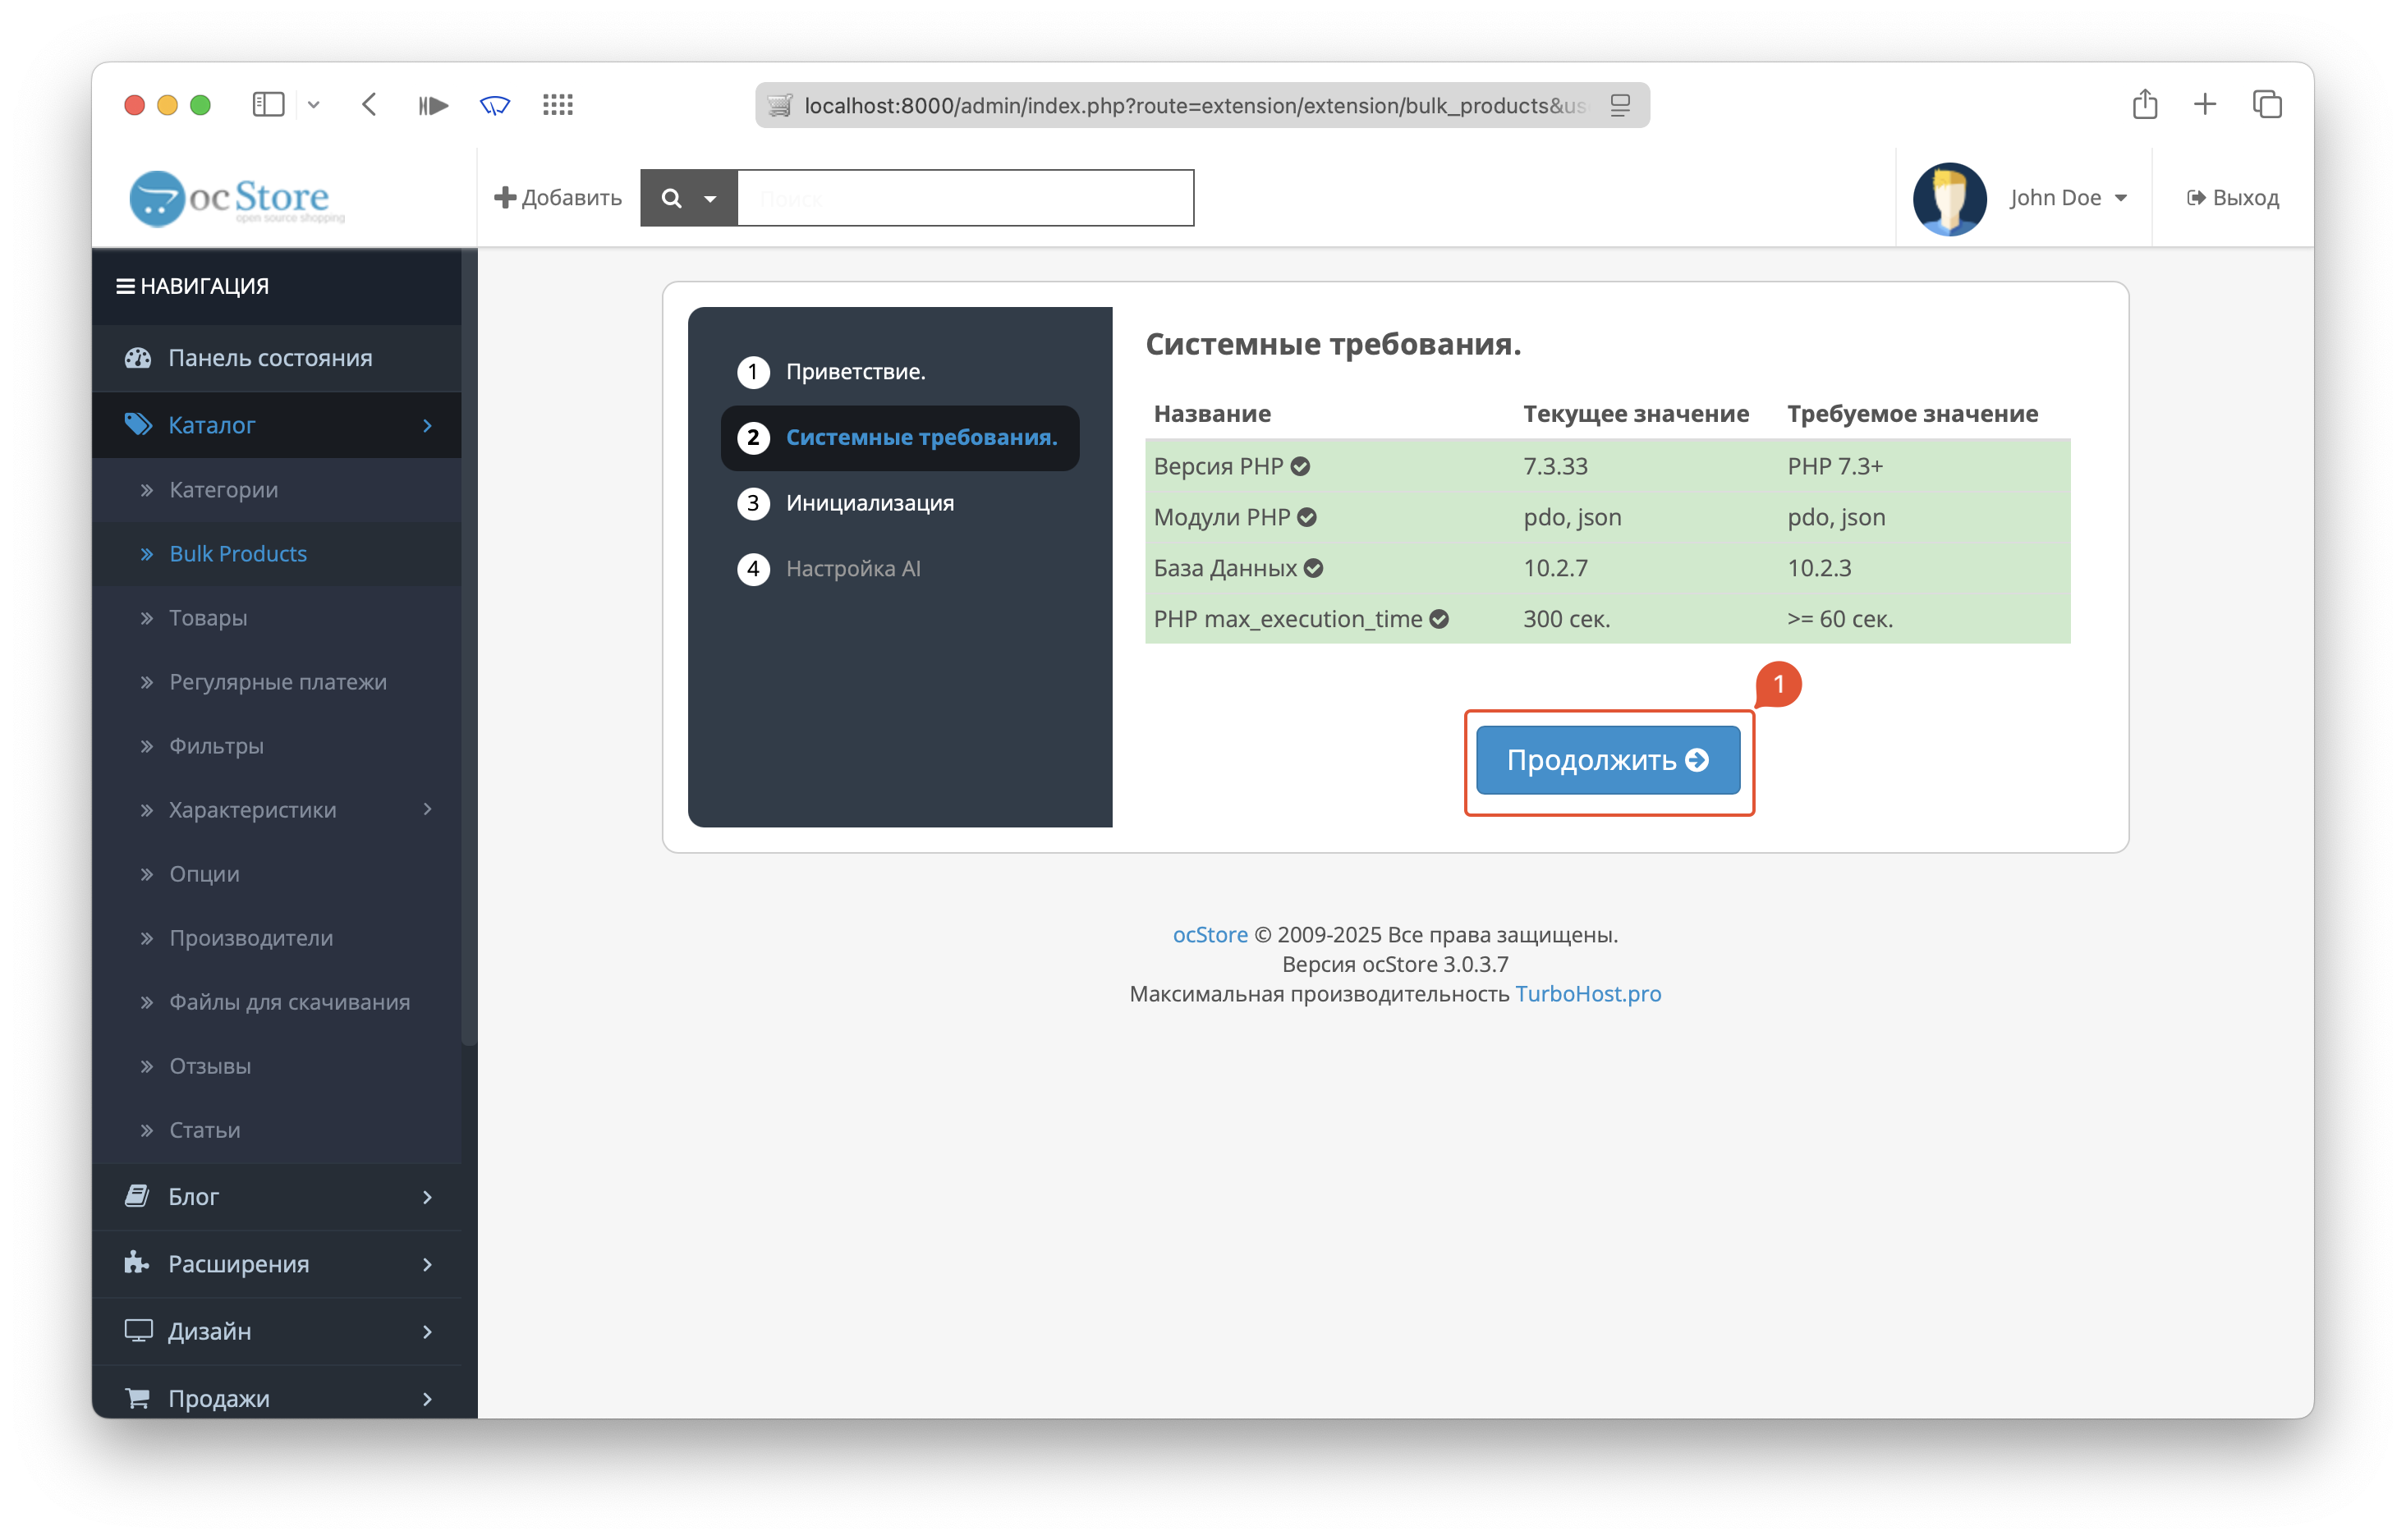 localhost:8000/admin/index.php?route=extension/extension/bulk_products&us
ocStore
open source shopping
Добавить
Поиск
John Doe
Выход
НАВИГАЦИЯ
Панель состояния
Каталог
Категории
Bulk Products
Товары
Регулярные платежи
Фильтры
Характеристики
Опции
Производители
Файлы для скачивания
Отзывы
Статьи
Блог
Расширения
Дизайн
Продажи
1 Приветствие.
2 Системные требования.
3 Инициализация
4 Настройка AI
Системные требования.
Название Текущее значение Требуемое значение
Версия PHP 7.3.33 PHP 7.3+
Модули PHP pdo, json pdo, json
База Данных 10.2.7 10.2.3
PHP max_execution_time 300 сек. >= 60 сек.
1
Продолжить
ocStore © 2009-2025 Все права защищены.
Версия ocStore 3.0.3.7
Максимальная производительность TurboHost.pro